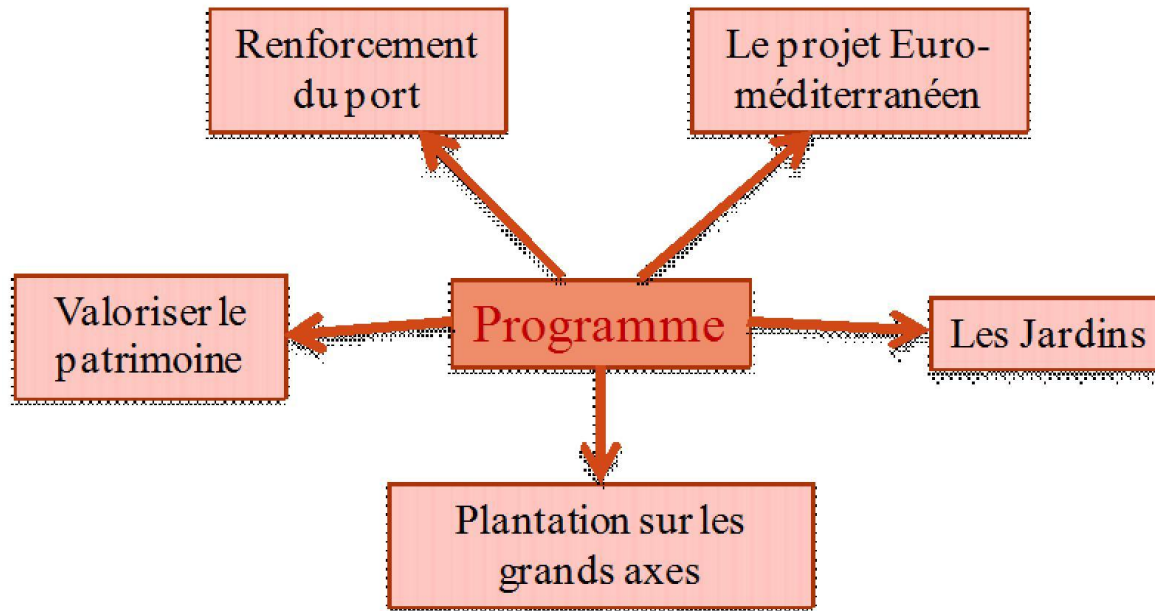 Renforcement
du port
Le projet Euro-
méditerranéen
Valoriser le
patrimoine
Programme
Les Jardins
Plantation sur les
grands axes